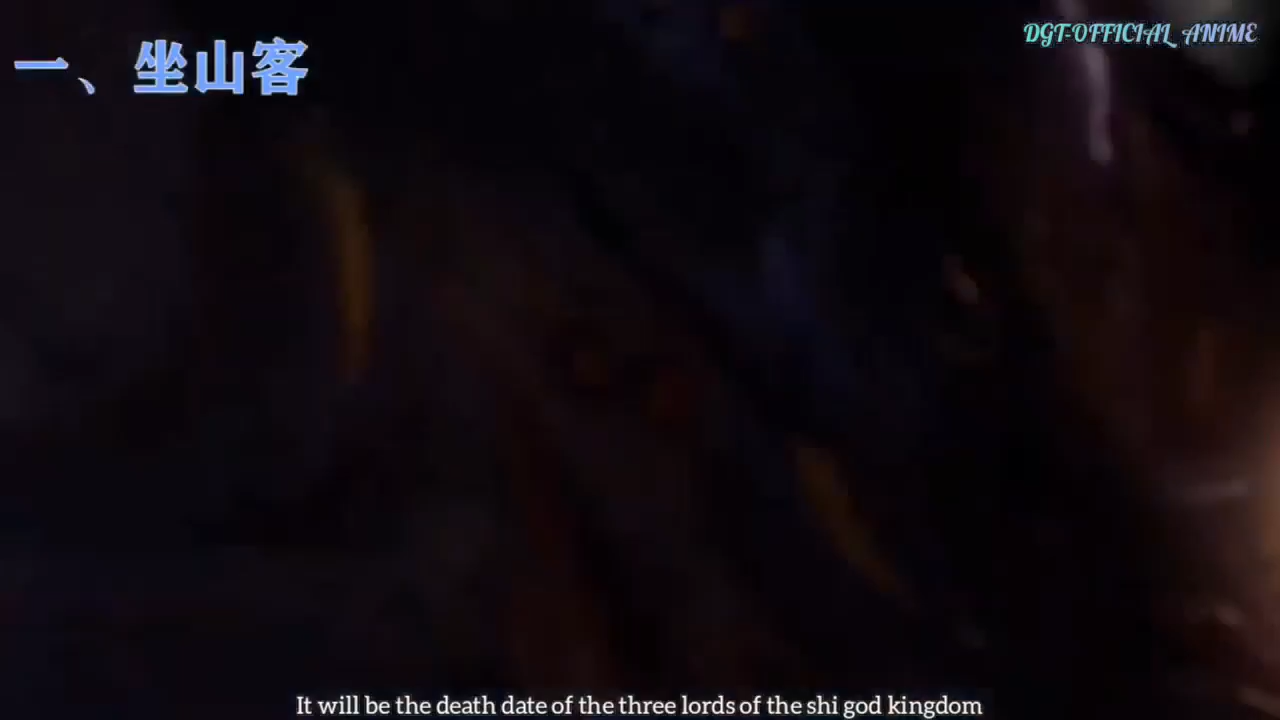 DGT-OFFICIAL ANIME
一、坐山客
It will be the death date of the three lords of the shi god kingdom